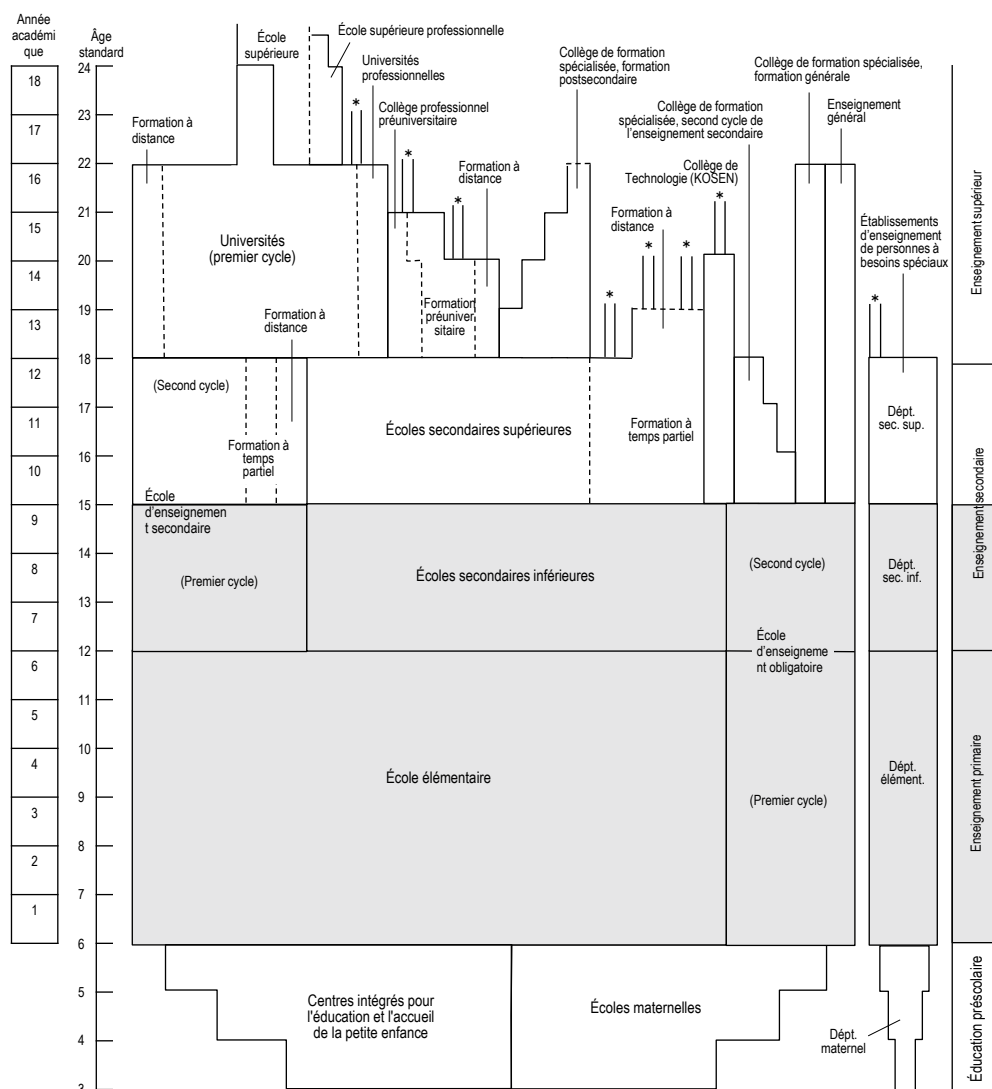 Année
académi
que
Âge
standard
École
supérieure
École supérieure professionnelle
Universités
professionnelles
Collège professionnel
préuniversitaire
Formation à
distance
Formation à
distance
Collège de formation
spécialisée, formation
postsecondaire
Collège de formation
spécialisée, second cycle de
l'enseignement secondaire
Collège de formation spécialisée,
formation générale
Enseignement
général
Collège de
Technologie (KOSEN)
Formation à
distance
Établissements
d'enseignement
de personnes à
besoins spéciaux
*
*
*
*
*
*
*
*
Universités
(premier cycle)
Formation
préuniver
sitaire
Formation à
distance
(Second cycle)
Formation à
temps
partiel
Écoles secondaires supérieures
Formation à
temps partiel
Dépt.
sec. sup.
École
d'enseignemen
t secondaire
(Premier cycle)
Écoles secondaires inférieures
(Second cycle)
Dépt.
sec. inf.
École
d'enseigneme
nt obligatoire
École élémentaire
(Premier cycle)
Dépt.
élément.
Centres intégrés pour
l'éducation et l'accueil
de la petite enfance
Écoles maternelles
Dépt.
maternel
18
17
16
15
14
13
12
11
10
9
8
7
6
5
4
3
2
1
24
23
22
21
20
19
18
17
16
15
14
13
12
11
10
9
8
7
6
5
4
3
Enseignement supérieur
Enseignement secondaire
Enseignement primaire
Éducation préscolaire